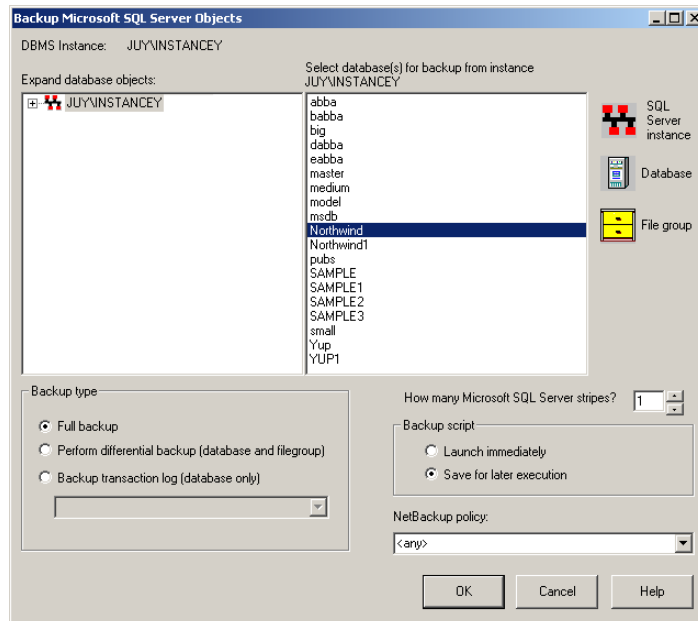 Backup Microsoft SQL Server Objects
DBMS Instance: JUY\INSTANCEY
Expand database objects:
Select database(s) for backup from instance
JUY\INSTANCEY
JUY\INSTANCEY
abba
babba
big
dabba
eabba
master
medium
model
msdb
Northwind
Northwind1
pubs
SAMPLE
SAMPLE1
SAMPLE2
SAMPLE3
small
Yup
YUP1
SQL
Server
instance
Database
File group
Backup type
Full backup
Perform differential backup (database and filegroup)
Backup transaction log (database only)
How many Microsoft SQL Server stripes? 1
Backup script
Launch immediately
Save for later execution
NetBackup policy:
<any>
OK
Cancel
Help